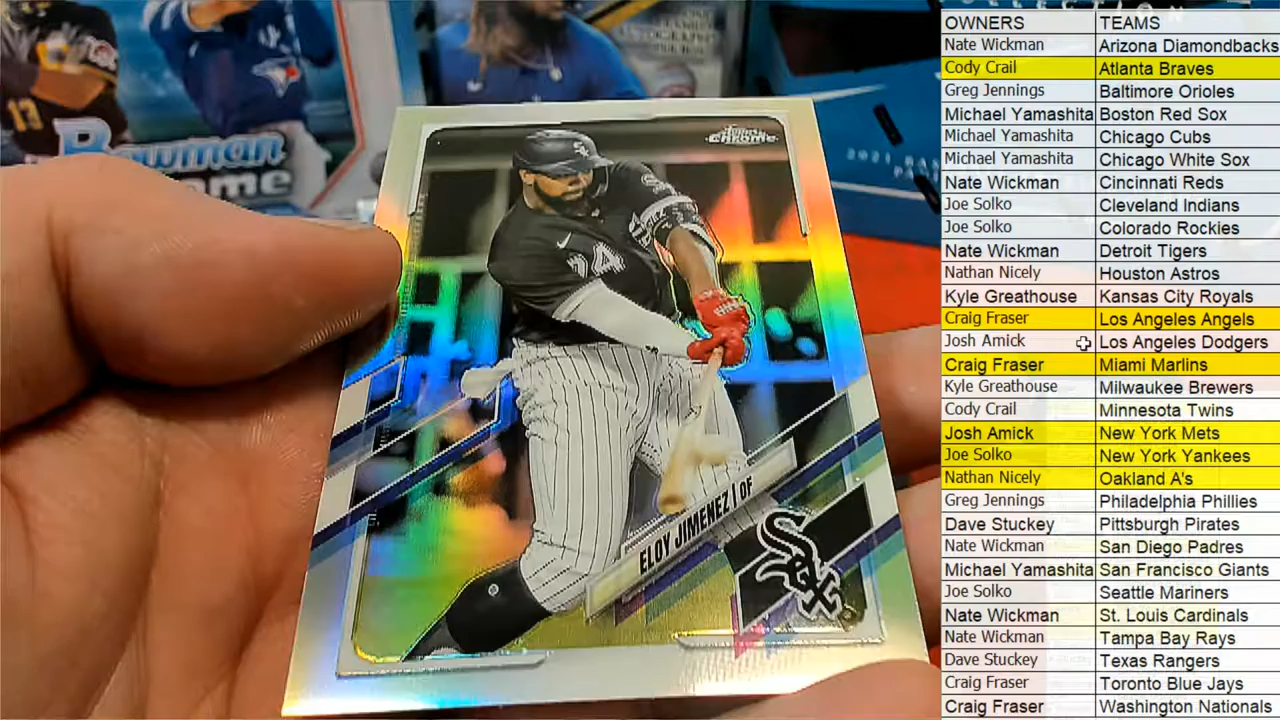 Bowman
13
Topps
CHROME
Sox
74
ELOY JIMENEZ | OF
Sox
OWNERS TEAMS
Nate Wickman Arizona Diamondbacks
Cody Crail Atlanta Braves
Greg Jennings Baltimore Orioles
Michael Yamashita Boston Red Sox
Michael Yamashita Chicago Cubs
Michael Yamashita Chicago White Sox
Nate Wickman Cincinnati Reds
Joe Solko Cleveland Indians
Joe Solko Colorado Rockies
Nate Wickman Detroit Tigers
Nathan Nicely Houston Astros
Kyle Greathouse Kansas City Royals
Craig Fraser Los Angeles Angels
Josh Amick Los Angeles Dodgers
Craig Fraser Miami Marlins
Kyle Greathouse Milwaukee Brewers
Cody Crail Minnesota Twins
Josh Amick New York Mets
Joe Solko New York Yankees
Nathan Nicely Oakland A's
Greg Jennings Philadelphia Phillies
Dave Stuckey Pittsburgh Pirates
Nate Wickman San Diego Padres
Michael Yamashita San Francisco Giants
Joe Solko Seattle Mariners
Nate Wickman St. Louis Cardinals
Nate Wickman Tampa Bay Rays
Dave Stuckey Texas Rangers
Craig Fraser Toronto Blue Jays
Craig Fraser Washington Nationals